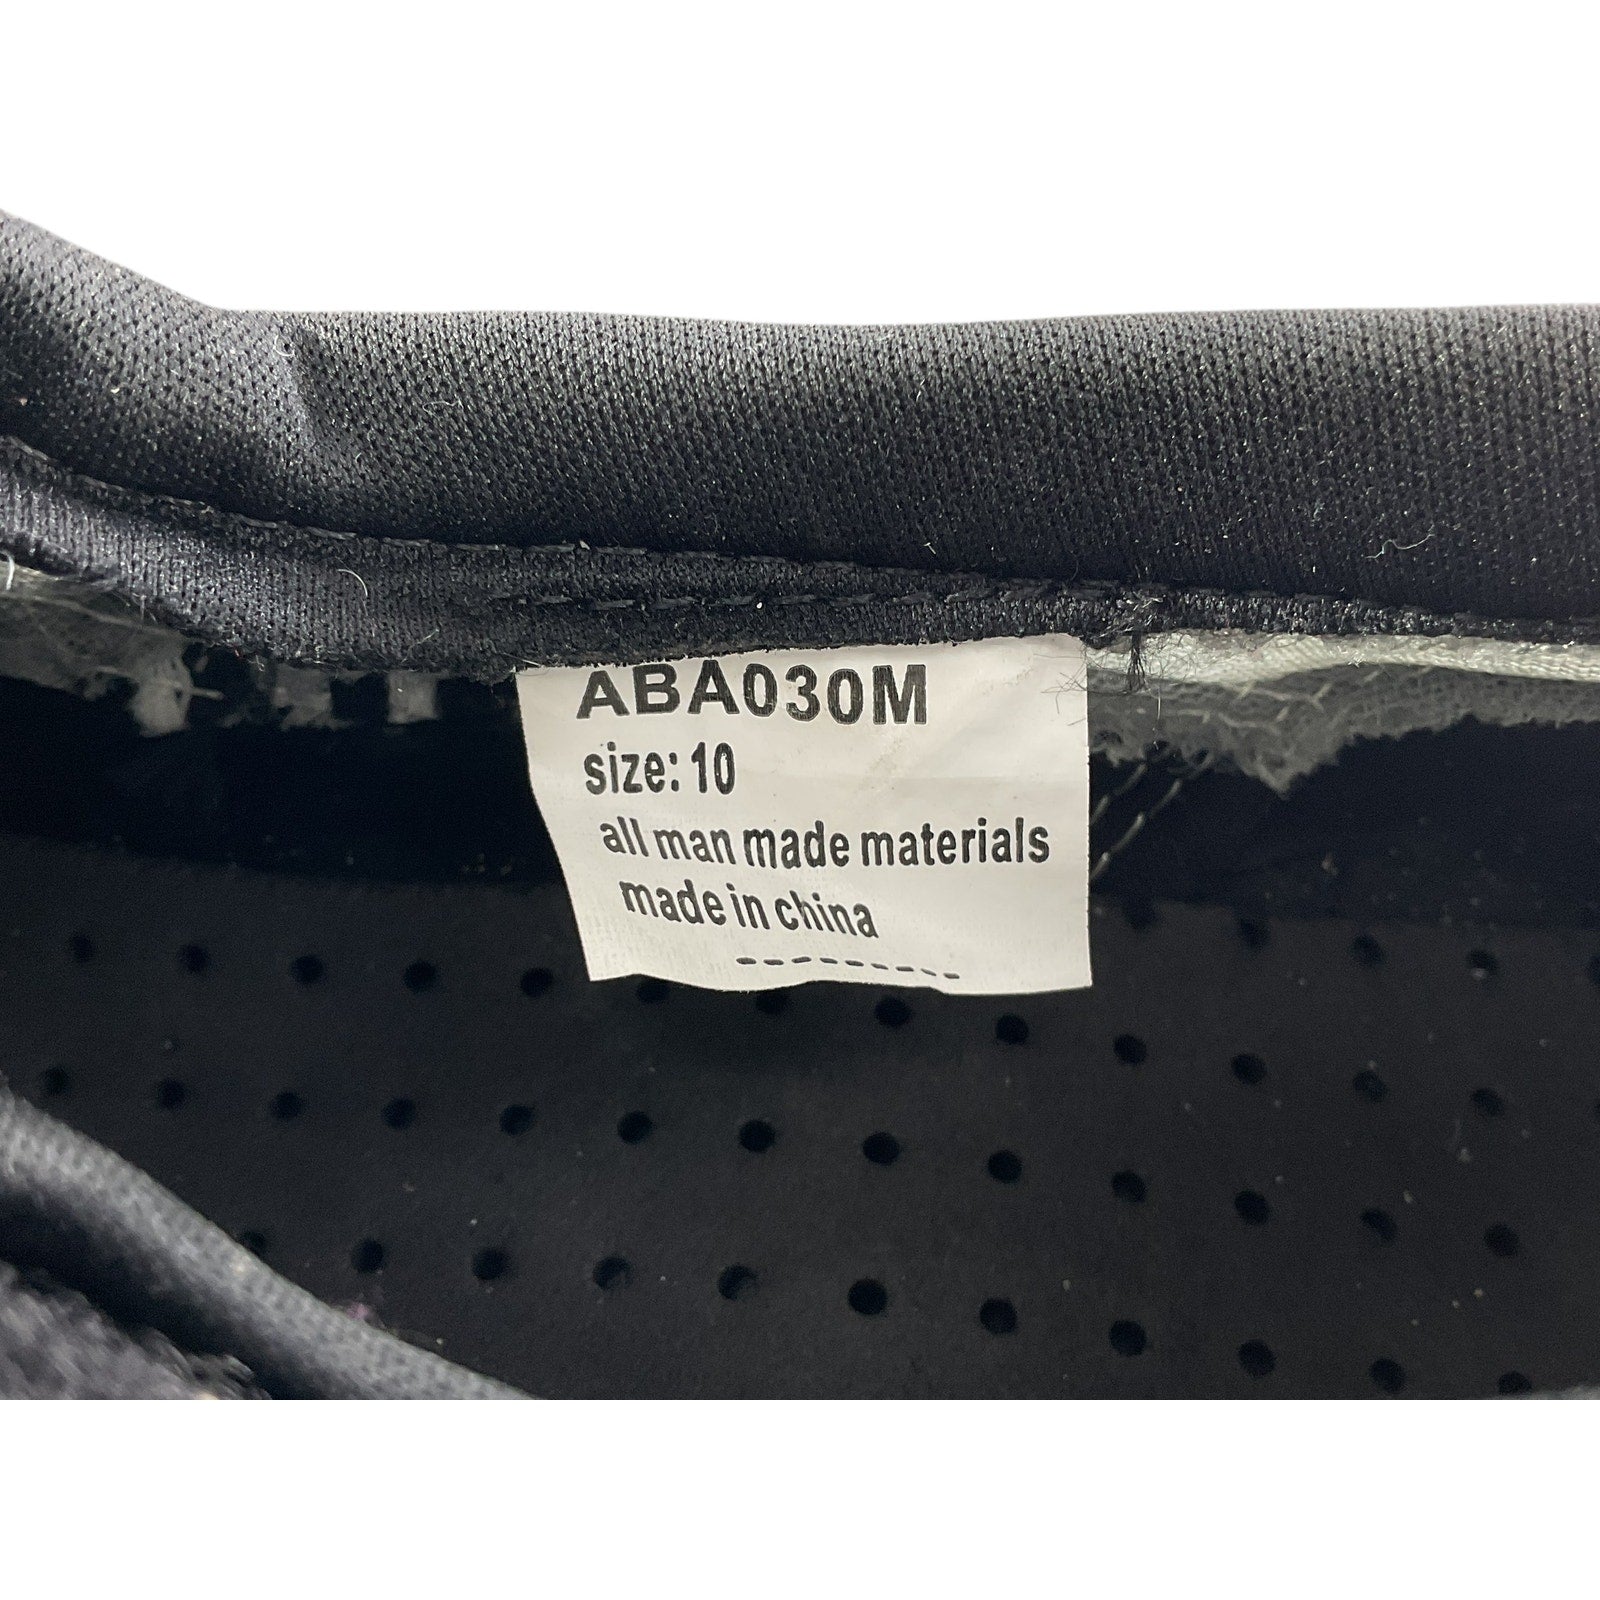 ABA030M
size: 10
all man made materials
made in china